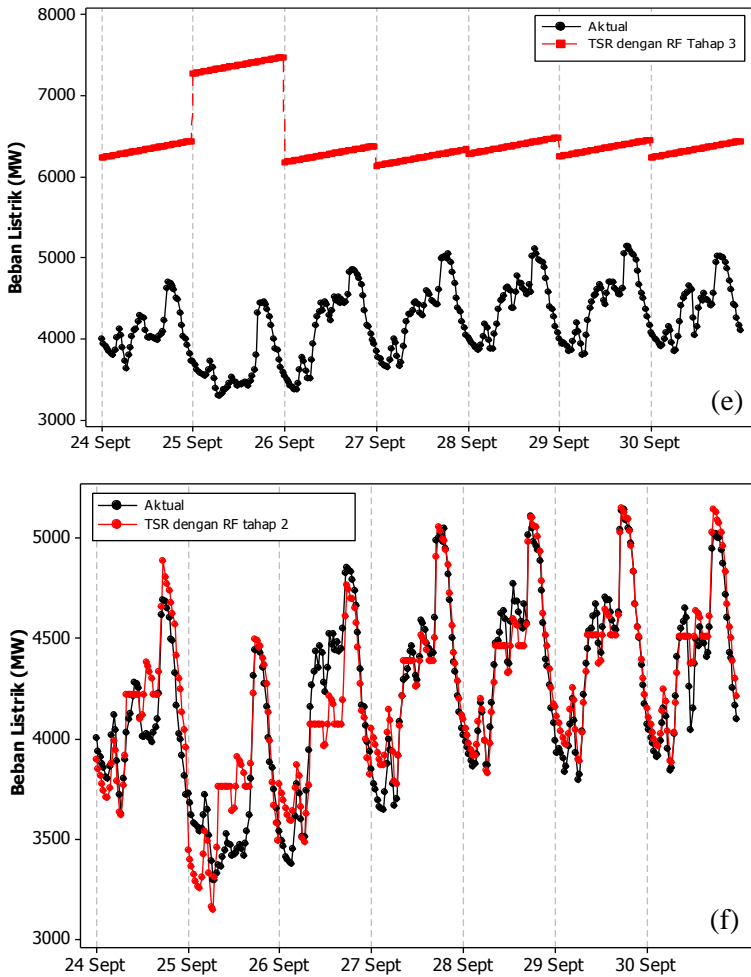 8000
7000
6000
5000
4000
3000
Beban Listrik (MW)
Aktual
TSR dengan RF Tahap 3
24 Sept 25 Sept 26 Sept 27 Sept 28 Sept 29 Sept 30 Sept
(e)
5000
4500
4000
3500
3000
Beban Listrik (MW)
Aktual
TSR dengan RF tahap 2
24 Sept 25 Sept 26 Sept 27 Sept 28 Sept 29 Sept 30 Sept
(f)